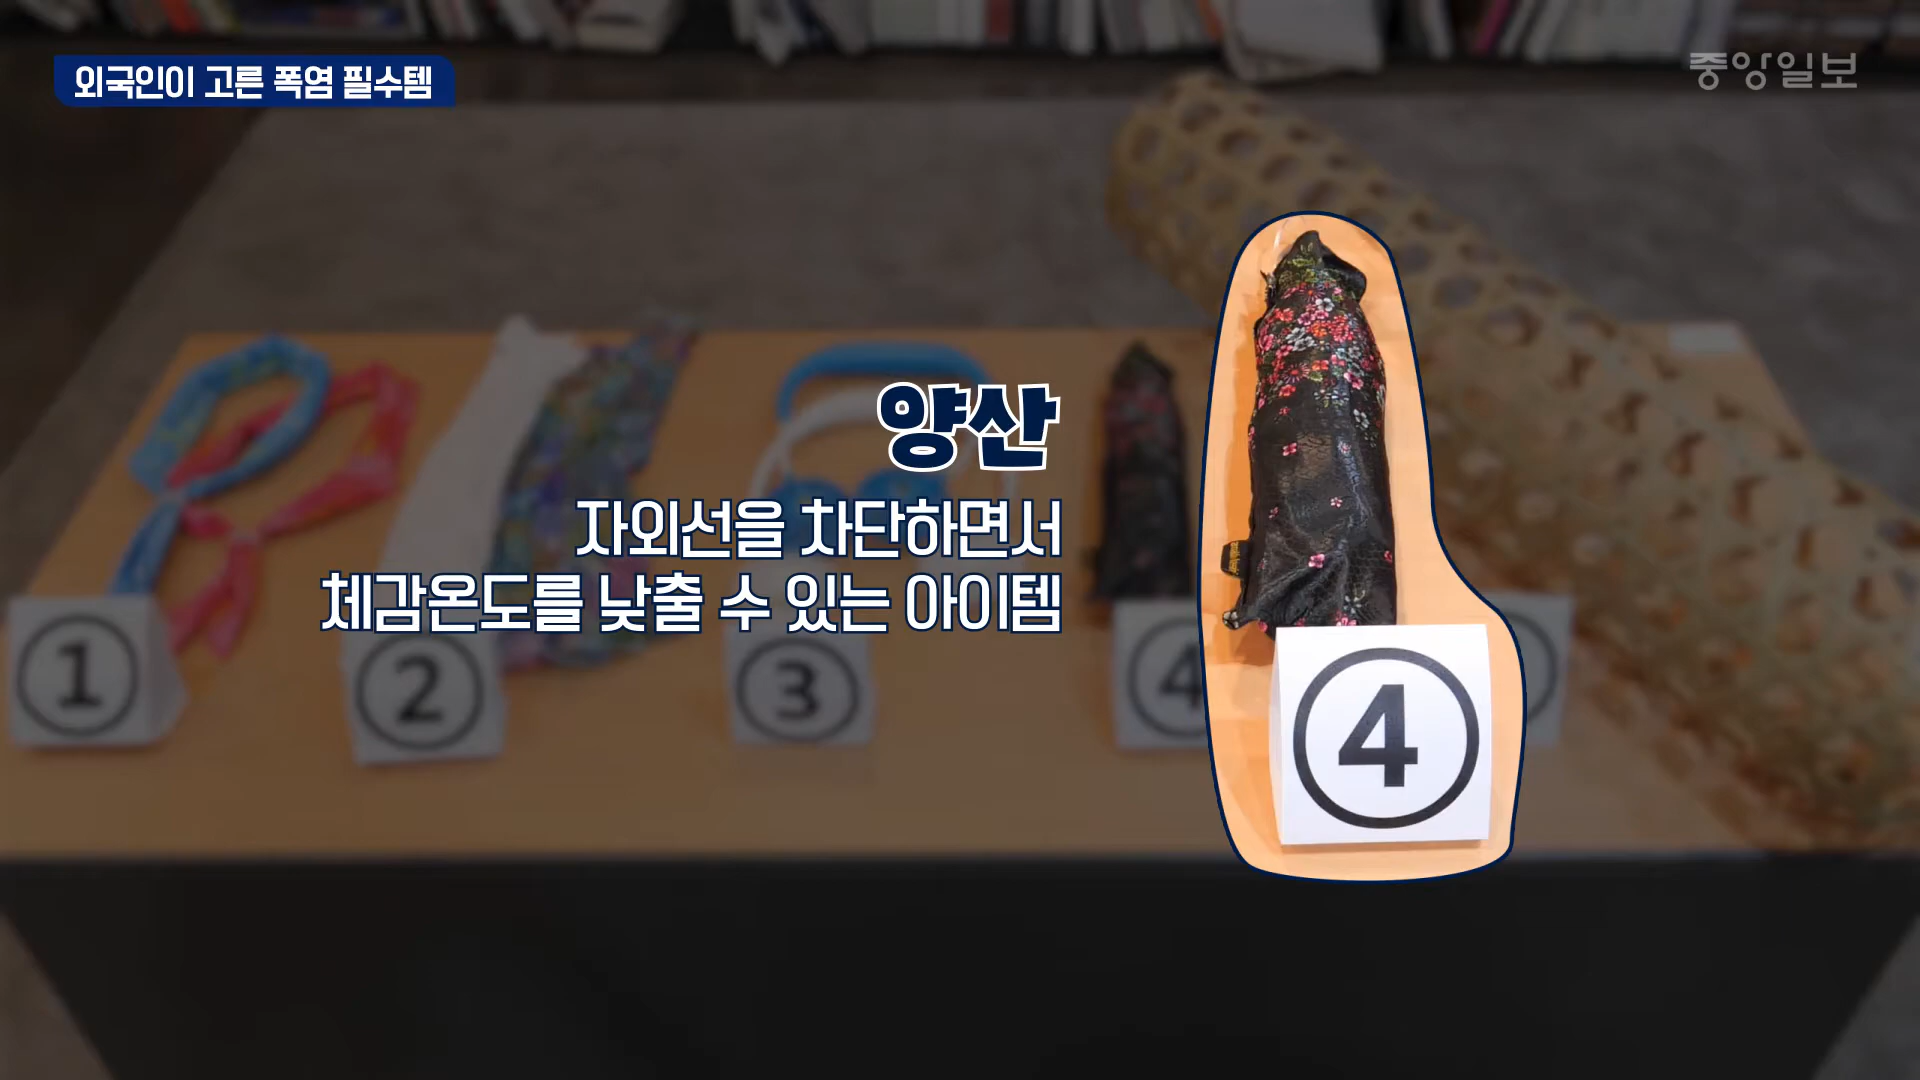 외국인이 고른 폭염 필수템
중앙일보
양산
자외선을 차단하면서
체감온도를 낮출 수 있는 아이템
1
2
3
4
4